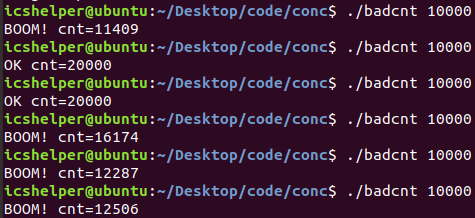 icshelper@ubuntu:~/Desktop/code/conc$ ./badcnt 10000
BOOM! cnt=11409
icshelper@ubuntu:~/Desktop/code/conc$ ./badcnt 10000
OK cnt=20000
icshelper@ubuntu:~/Desktop/code/conc$ ./badcnt 10000
OK cnt=20000
icshelper@ubuntu:~/Desktop/code/conc$ ./badcnt 10000
BOOM! cnt=16174
icshelper@ubuntu:~/Desktop/code/conc$ ./badcnt 10000
BOOM! cnt=12287
icshelper@ubuntu:~/Desktop/code/conc$ ./badcnt 10000
BOOM! cnt=12506